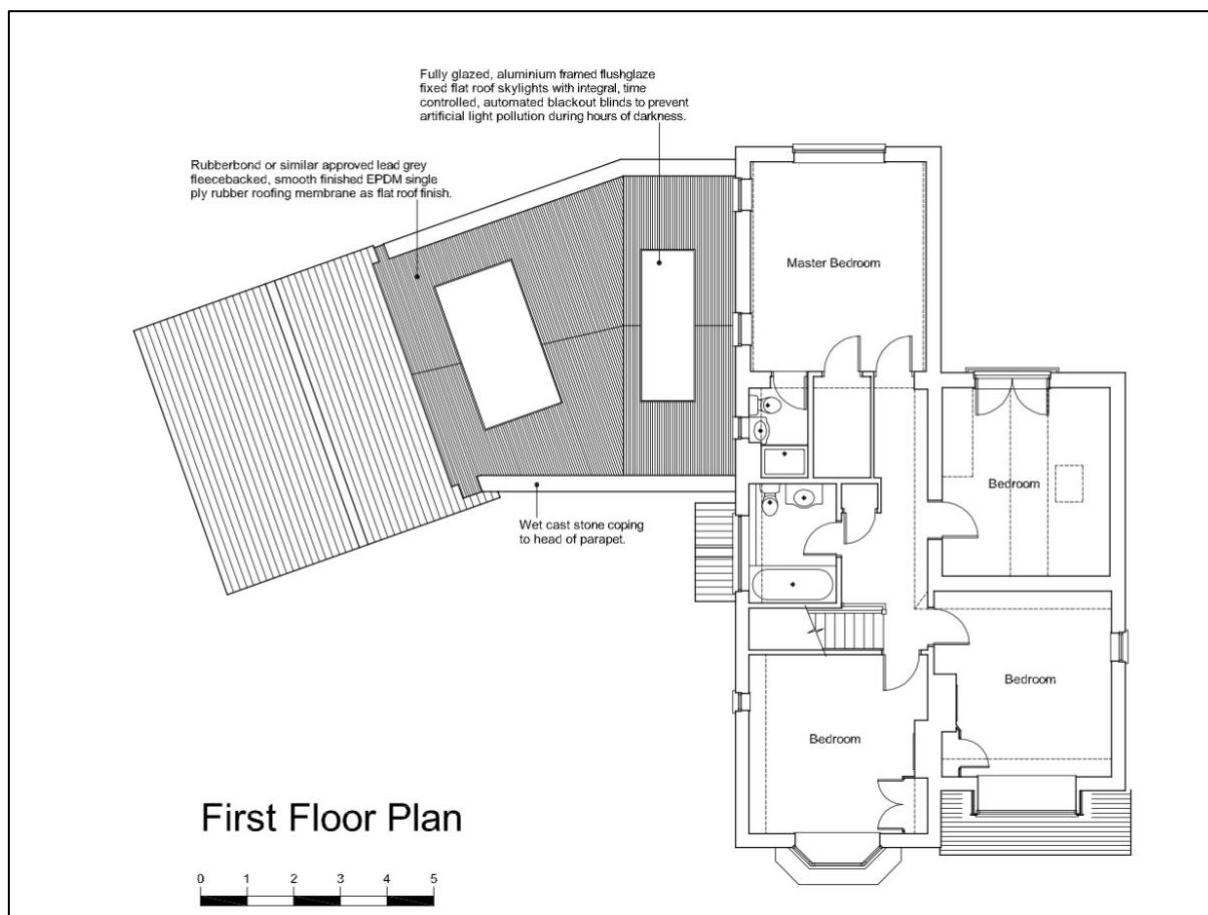 Fully glazed, aluminium framed flushglaze
fixed flat roof skylights with integral, time
controlled, automated blackout blinds to prevent
artificial light pollution during hours of darkness.
Rubberbond or similar approved lead grey
fleecebacked, smooth finished EPDM single
ply rubber roofing membrane as flat roof finish.
Master Bedroom
Bedroom
Wet cast stone coping
to head of parapet.
Bedroom
Bedroom
First Floor Plan
0 1 2 3 4 5